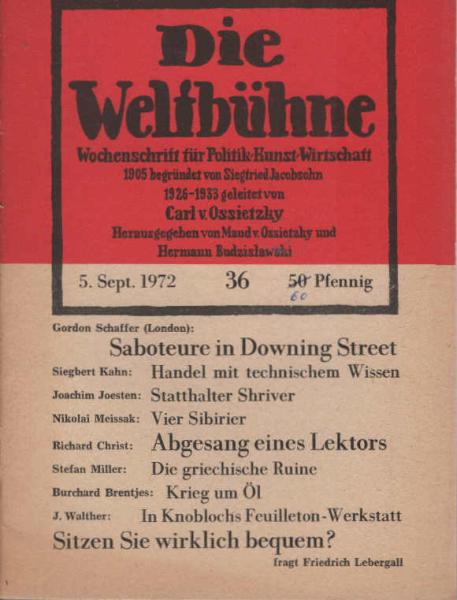 Die
Weltbühne
Wochenschrift für Politik·Kunst·Wirtschaft
1905 begründet von Siegfried Jacobsohn
1926-1933 geleitet von
Carl v. Ossietzky
Herausgegeben von Maud v. Ossietzky und
Hermann Budzislawski
5. Sept. 1972 36 50 Pfennig
60
Gordon Schaffer (London):
Saboteure in Downing Street
Siegbert Kahn: Handel mit technischem Wissen
Joachim Joesten: Statthalter Shriver
Nikolai Meissak: Vier Sibirier
Richard Christ: Abgesang eines Lektors
Stefan Miller: Die griechische Ruine
Burchard Brentjes: Krieg um Öl
J. Walther: In Knoblochs Feuilleton-Werkstatt
Sitzen Sie wirklich bequem?
fragt Friedrich Lebergall